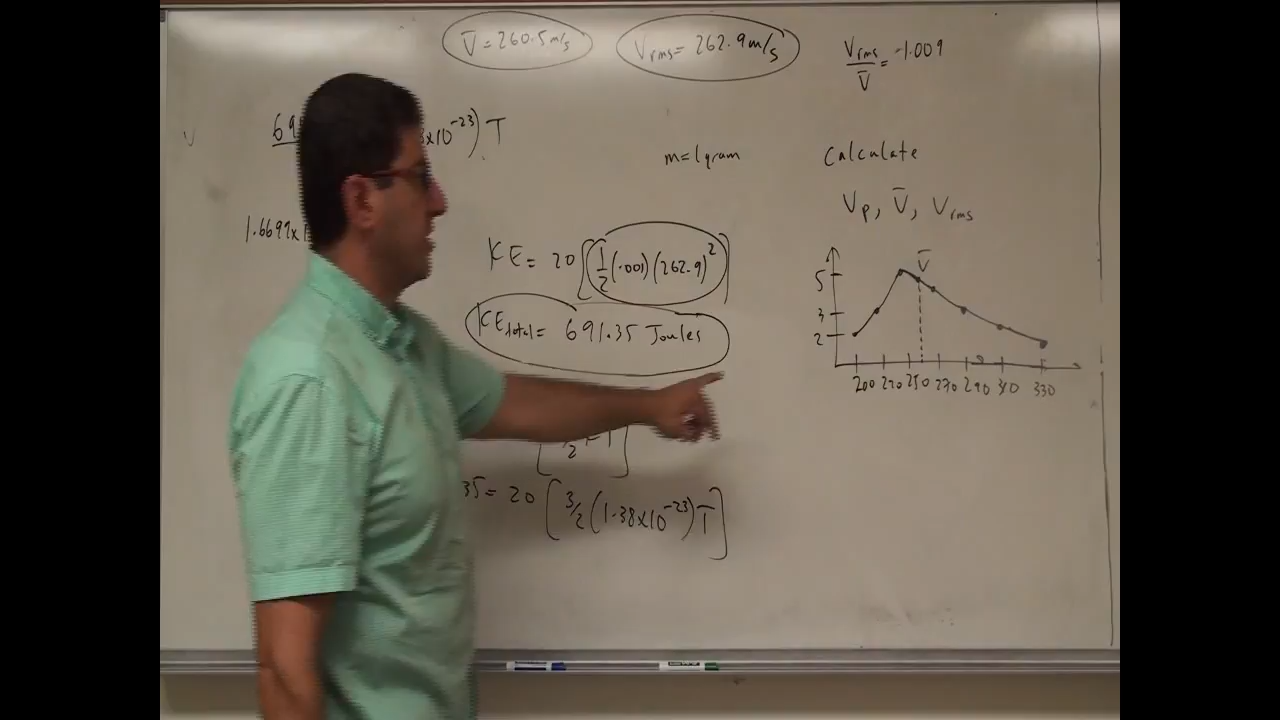 V̄ = 260.5 m/s
Vrms = 262.9 m/s
Vrms / V̄ = 1.009
69
x10⁻²³) T
m = 1 gram
Calculate
Vp, V̄, Vrms
1.6697x1
KE = 20 [½(.001)(262.9)²]
KEtotal = 691.35 Joules
35 = 20 [3/2 (1.38x10⁻²³) T]
V̄
5
3
2
200 220 250 270 290 310 330